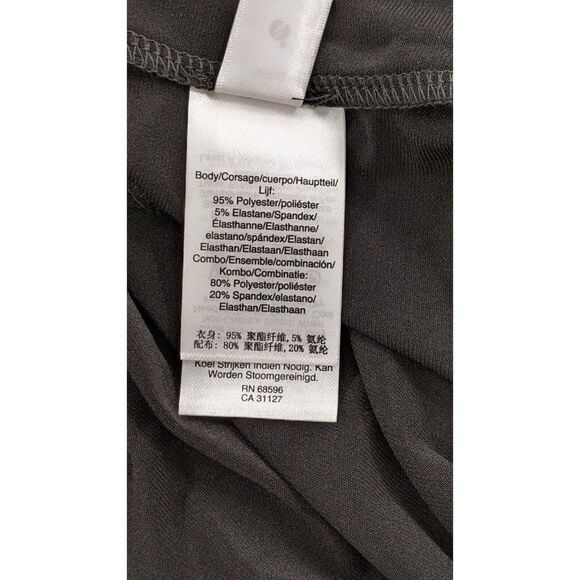 Body/Corsage/cuerpo/Hauptteil/
Lijf:
95% Polyester/poliéster
5% Elastane/Spandex/
Élasthanne/Elasthanne/
elastano/spándex/Elastan/
Elasthan/Elastaan/Elasthaan
Combo/Ensemble/combinación/
Kombo/Combinatie:
80% Polyester/poliéster
20% Spandex/elastano/
Elasthan/Elasthaan
衣身: 95% 聚酯纤维,5% 氨纶
配布: 80% 聚酯纤维,20% 氨纶
Koel Strijken Indien Nodig. Kan
Worden Stoomgereinigd.
RN 68596
CA 31127